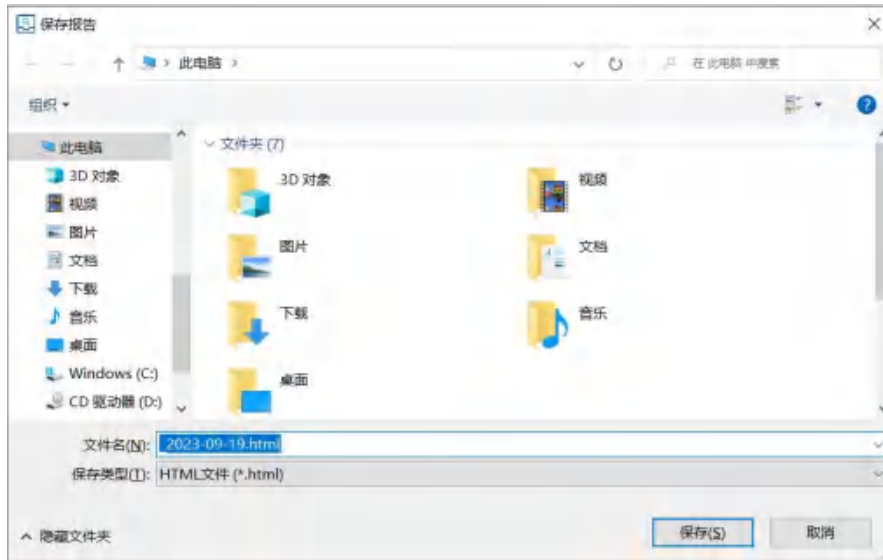 保存报告
此电脑
在 此电脑 中搜索
组织
此电脑
3D 对象
视频
图片
文档
下载
音乐
桌面
Windows (C:)
CD 驱动器 (D:)
文件夹 (7)
3D 对象
视频
图片
文档
下载
音乐
桌面
文件名(N): 2023-09-19.html
保存类型(T): HTML文件 (*.html)
隐藏文件夹
保存(S)
取消